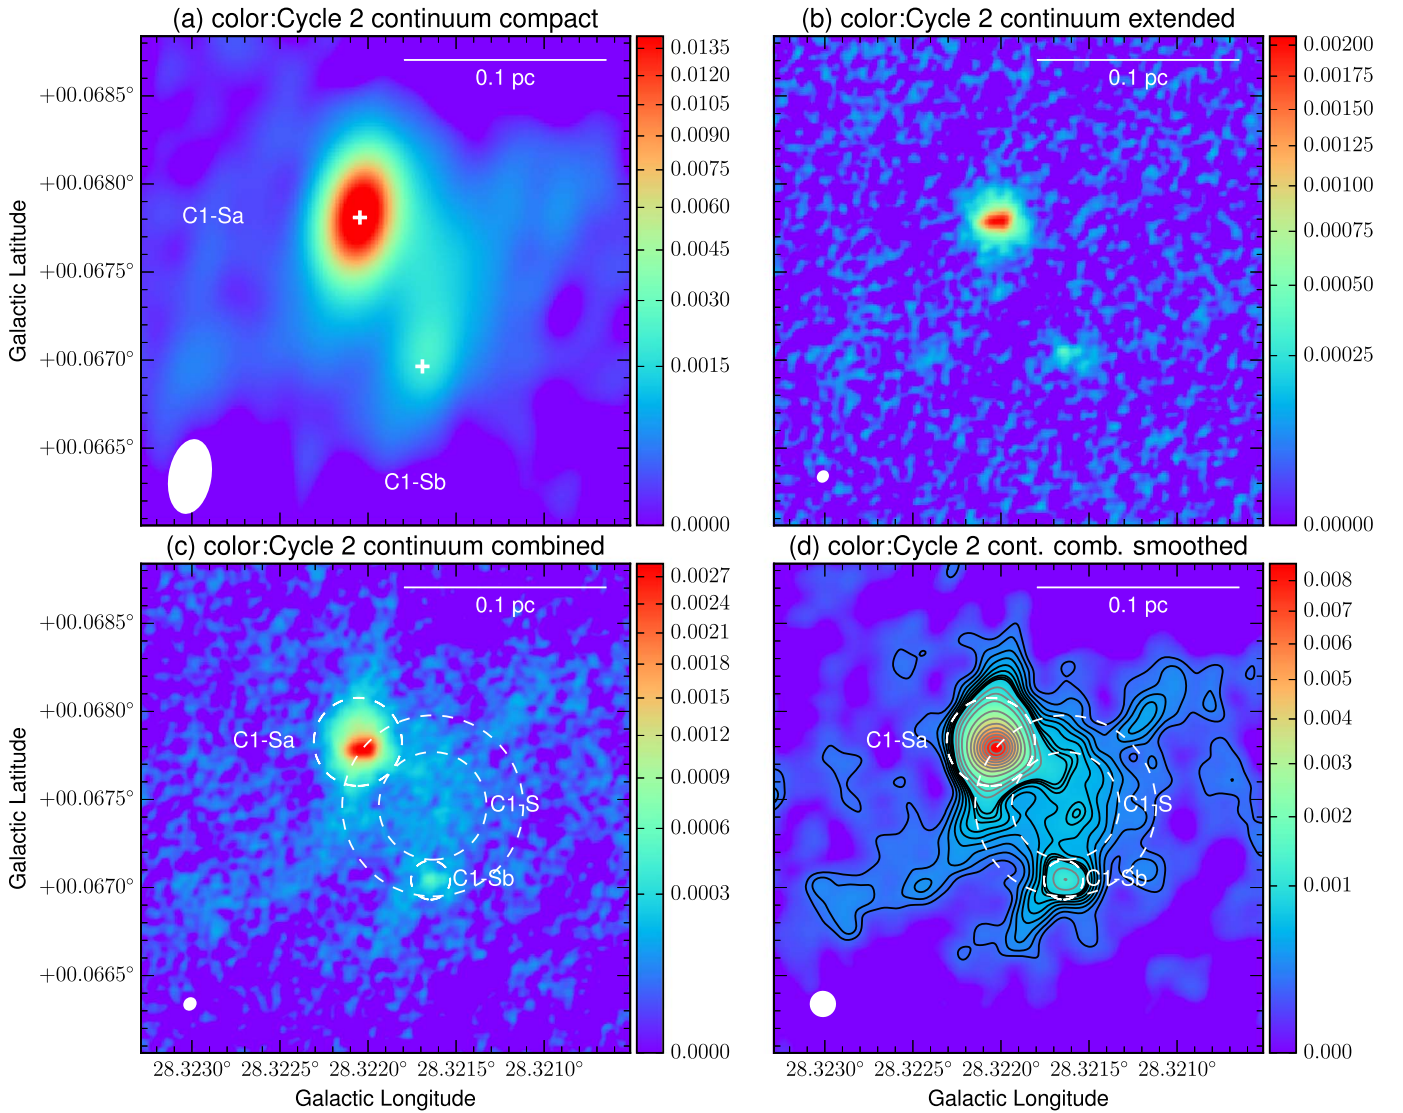 (a) color:Cycle 2 continuum compact
0.1 pc
C1-Sa
C1-Sb
Galactic Latitude
+00.0685°
+00.0680°
+00.0675°
+00.0670°
+00.0665°
0.0135
0.0120
0.0105
0.0090
0.0075
0.0060
0.0045
0.0030
0.0015
0.0000
(b) color:Cycle 2 continuum extended
0.1 pc
0.00200
0.00175
0.00150
0.00125
0.00100
0.00075
0.00050
0.00025
0.00000
(c) color:Cycle 2 continuum combined
0.1 pc
C1-Sa
C1-S
C1-Sb
Galactic Latitude
+00.0685°
+00.0680°
+00.0675°
+00.0670°
+00.0665°
28.3230° 28.3225° 28.3220° 28.3215° 28.3210°
Galactic Longitude
0.0027
0.0024
0.0021
0.0018
0.0015
0.0012
0.0009
0.0006
0.0003
0.0000
(d) color:Cycle 2 cont. comb. smoothed
0.1 pc
C1-Sa
C1-S
C1-Sb
28.3230° 28.3225° 28.3220° 28.3215° 28.3210°
Galactic Longitude
0.008
0.007
0.006
0.005
0.004
0.003
0.002
0.001
0.000